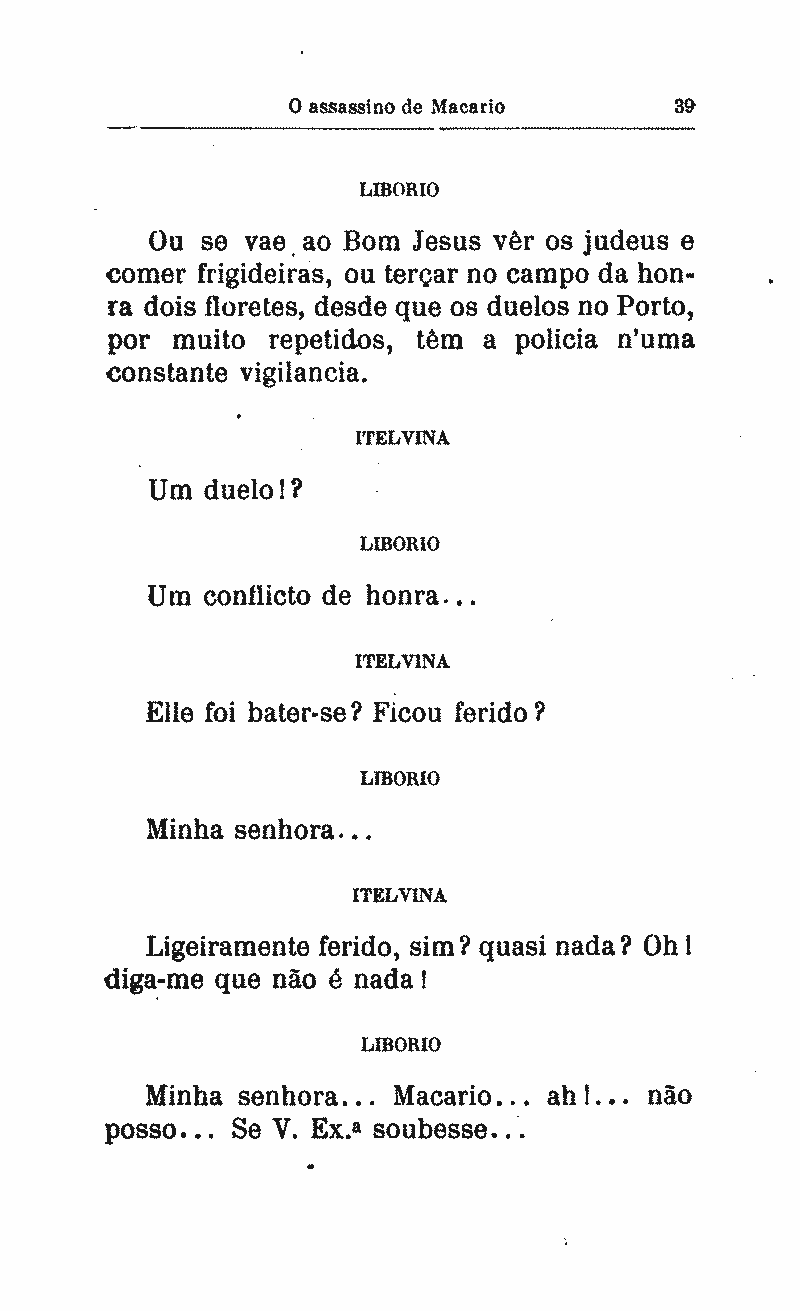 O assassino de Macario 39
LIBORIO
Ou se vae ao Bom Jesus vêr os judeus e
comer frigideiras, ou terçar no campo da hon-
ra dois floretes, desde que os duelos no Porto,
por muito repetidos, têm a policia n'uma
constante vigilancia.
ITELVINA
Um duelo!?
LIBORIO
Um conflicto de honra...
ITELVINA
Elle foi bater-se? Ficou ferido?
LIBORIO
Minha senhora...
ITELVINA
Ligeiramente ferido, sim? quasi nada? Oh!
diga-me que não é nada!
LIBORIO
Minha senhora... Macario... ah!... não
posso... Se V. Ex.ª soubesse...